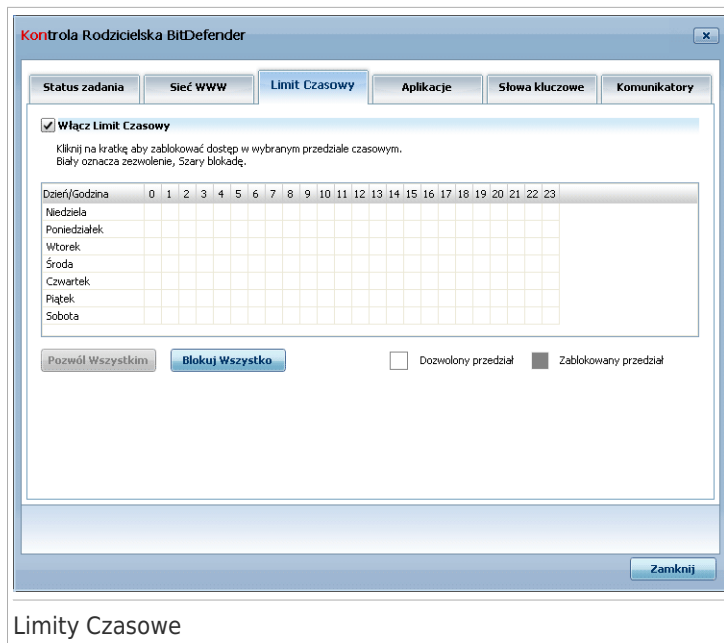 Kontrola Rodzicielska BitDefender
Status zadania Sieć WWW Limit Czasowy Aplikacje Słowa kluczowe Komunikatory
Włącz Limit Czasowy
Kliknij na kratkę aby zablokować dostęp w wybranym przedziale czasowym.
Biały oznacza zezwolenie, Szary blokadę.
Dzień/Godzina 0 1 2 3 4 5 6 7 8 9 10 11 12 13 14 15 16 17 18 19 20 21 22 23
Niedziela
Poniedziałek
Wtorek
Środa
Czwartek
Piątek
Sobota
Pozwól Wszystkim Blokuj Wszystko Dozwolony przedział Zablokowany przedział
Zamknij
Limity Czasowe